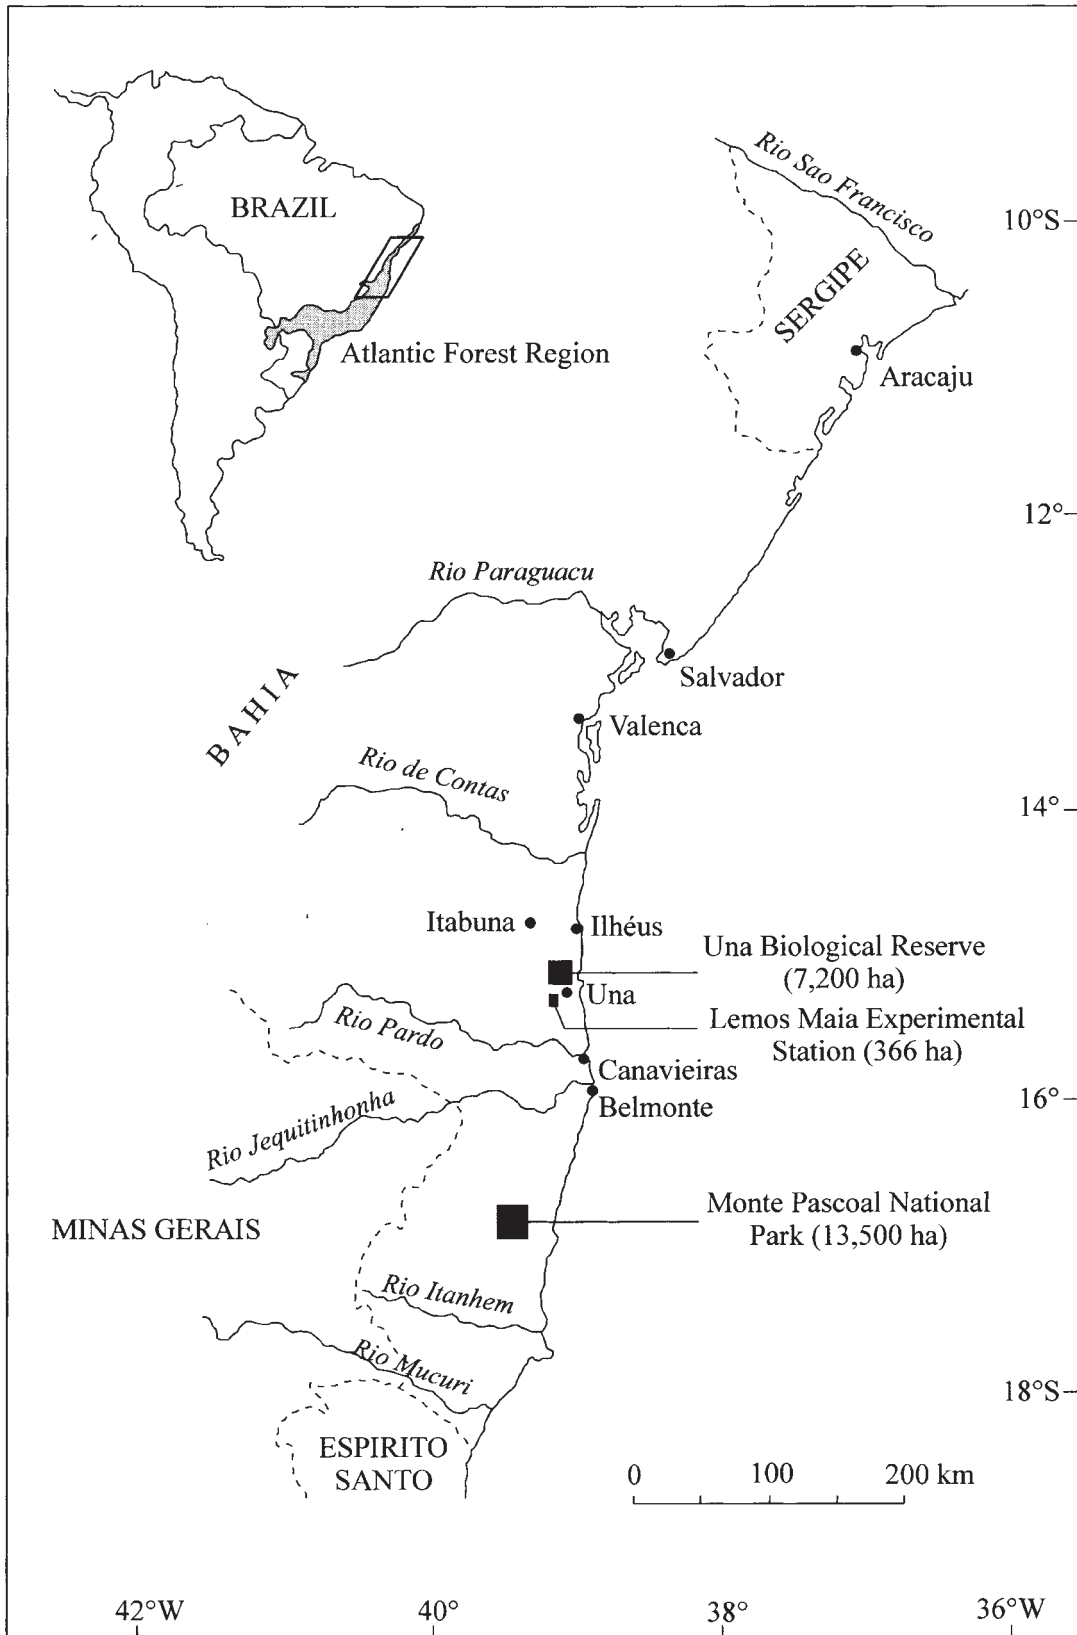 BRAZIL
Atlantic Forest Region
Rio Sao Francisco
10°S
SERGIPE
Aracaju
12°
Rio Paraguacu
Salvador
BAHIA
Valenca
Rio de Contas
14°
Itabuna
Ilhéus
Una Biological Reserve
(7,200 ha)
Una
Lemos Maia Experimental
Station (366 ha)
Rio Pardo
Canavieiras
Belmonte
16°
Rio Jequitinhonha
Monte Pascoal National
Park (13,500 ha)
MINAS GERAIS
Rio Itanhem
Rio Mucuri
18°S
ESPIRITO
SANTO
0 100 200 km
42°W 40° 38° 36°W